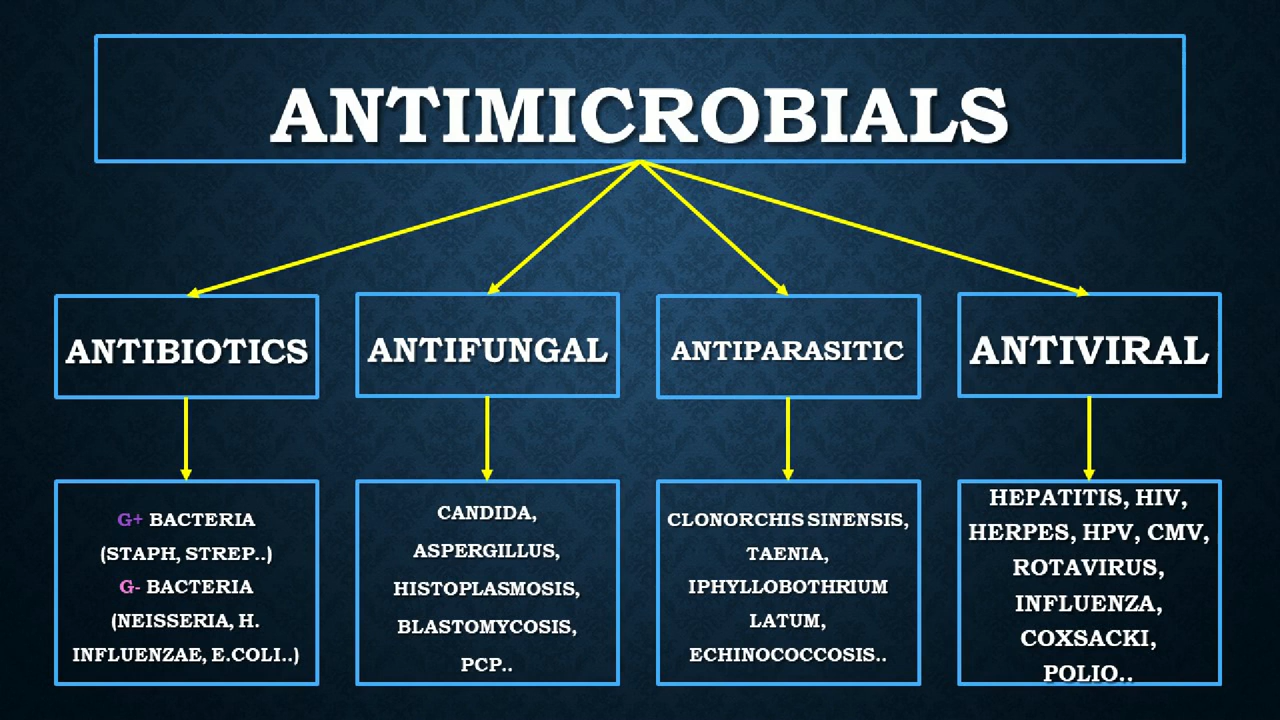 ANTIMICROBIALS
ANTIBIOTICS
ANTIFUNGAL
ANTIPARASITIC
ANTIVIRAL
G+ BACTERIA
(STAPH, STREP..)
G- BACTERIA
(NEISSERIA, H.
INFLUENZAE, E.COLI..)
CANDIDA,
ASPERGILLUS,
HISTOPLASMOSIS,
BLASTOMYCOSIS,
PCP..
CLONORCHIS SINENSIS,
TAENIA,
IPHYLLOBOTHRIUM
LATUM,
ECHINOCOCCOSIS..
HEPATITIS, HIV,
HERPES, HPV, CMV,
ROTAVIRUS,
INFLUENZA,
COXSACKI,
POLIO..